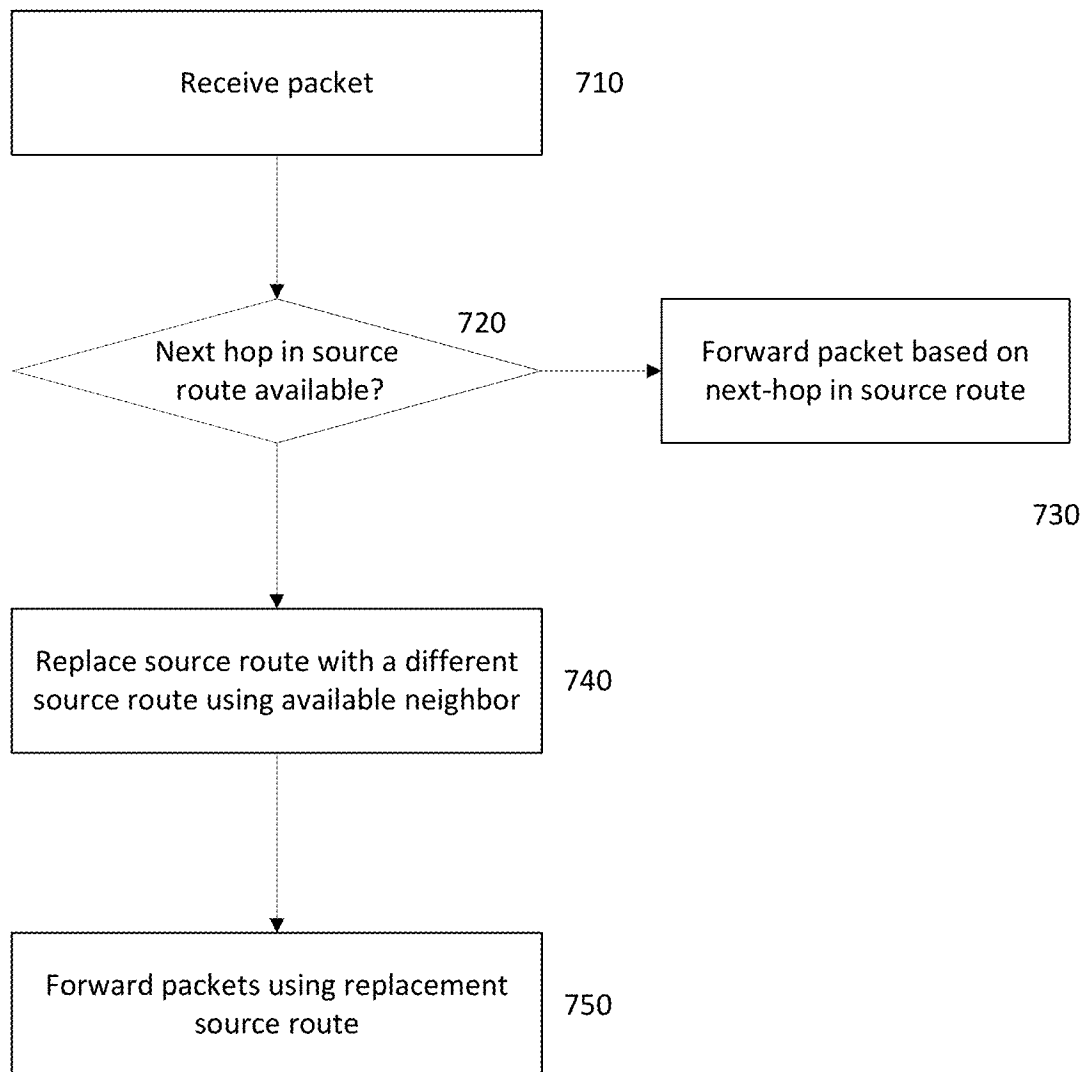 Receive packet
710
720
Next hop in source
route available?
Forward packet based on
next-hop in source route
730
Replace source route with a different
source route using available neighbor
740
Forward packets using replacement
source route
750